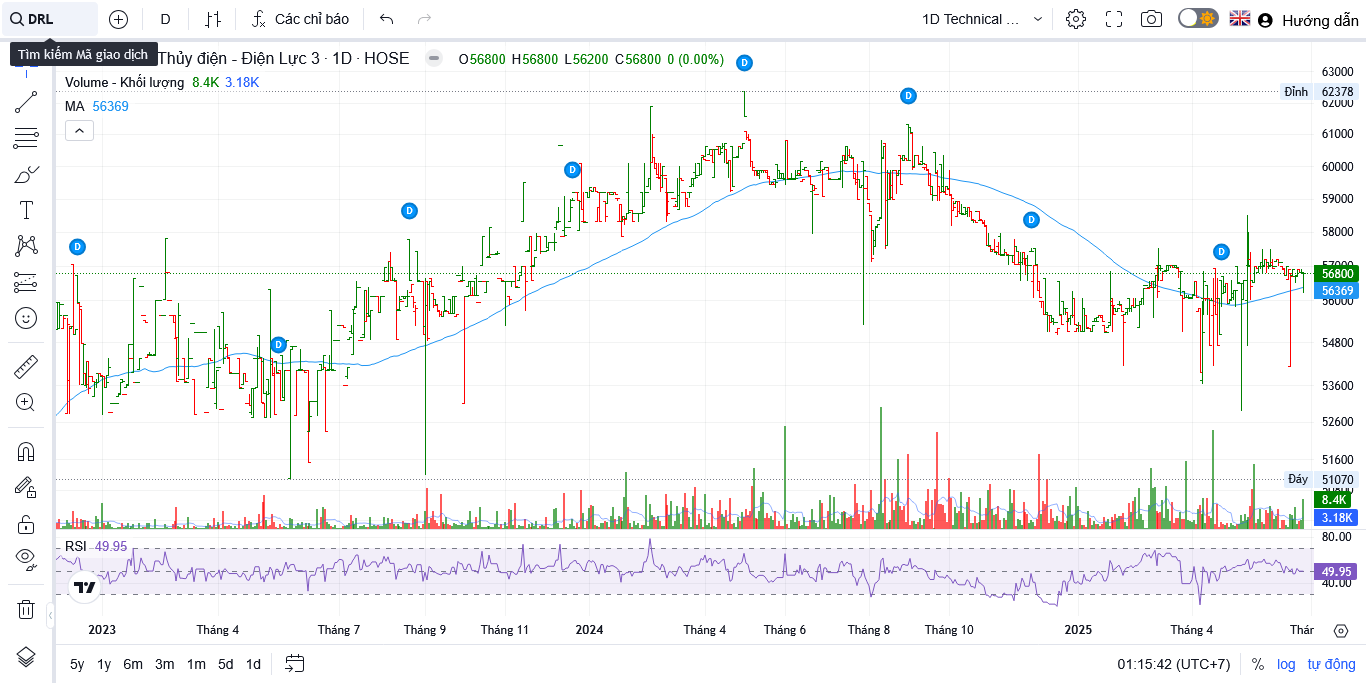 DRL D Các chỉ báo 1D Technical ... Hướng dẫn
Tìm kiếm Mã giao dịch Thủy điện - Điện Lực 3 · 1D · HOSE O56800 H56800 L56200 C56800 0 (0.00%)
Volume - Khối lượng 8.4K 3.18K
MA 56369
D
D
D
D
D
D
D
D
63000
Đỉnh 62378
62000
61000
60000
59000
58000
57000
56800
56369
56000
54800
53600
52600
51600
Đáy 51070
8.4K
3.18K
RSI 49.95
80.00
49.95
40.00
2023 Tháng 4 Tháng 7 Tháng 9 Tháng 11 2024 Tháng 4 Tháng 6 Tháng 8 Tháng 10 2025 Tháng 4 Thár
5y 1y 6m 3m 1m 5d 1d 01:15:42 (UTC+7) % log tự động